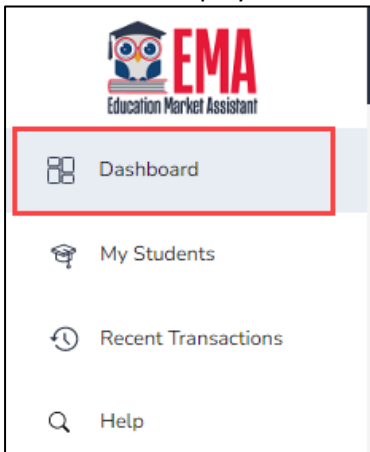 EMA
Education Market Assistant
Dashboard
My Students
Recent Transactions
Help